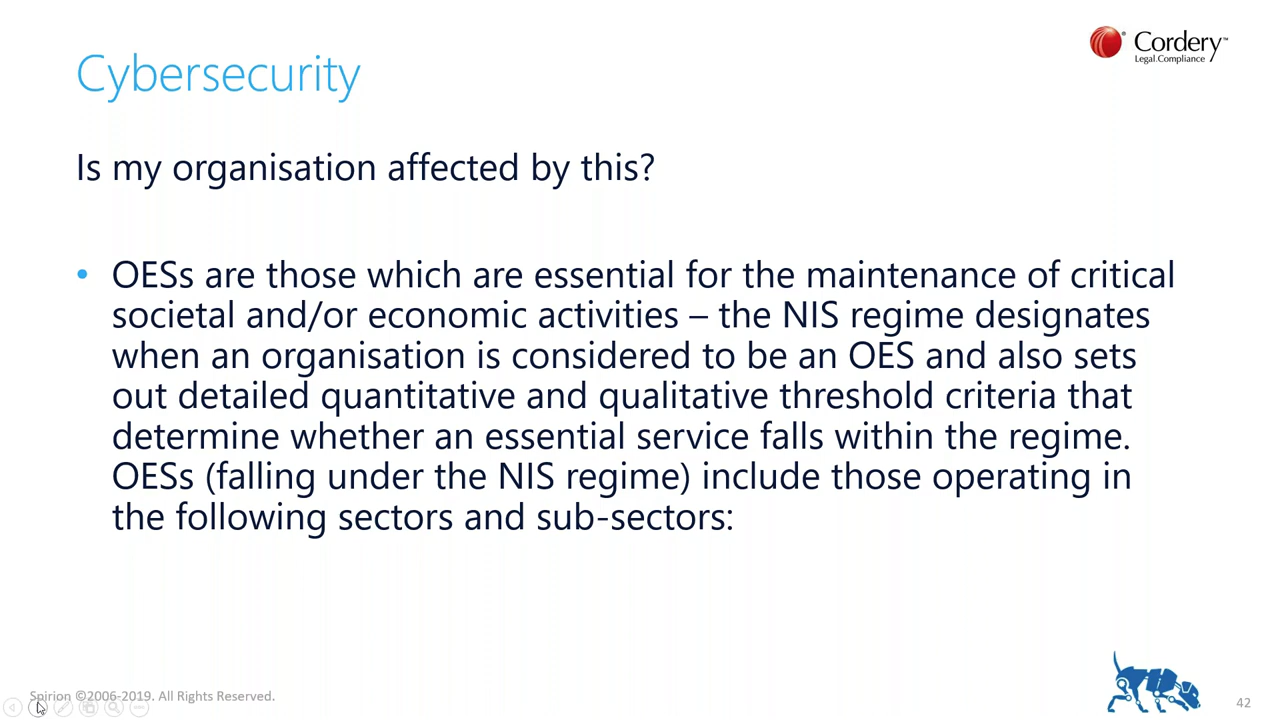 Cybersecurity
Cordery™
Legal.Compliance
Is my organisation affected by this?
• OESs are those which are essential for the maintenance of critical
societal and/or economic activities – the NIS regime designates
when an organisation is considered to be an OES and also sets
out detailed quantitative and qualitative threshold criteria that
determine whether an essential service falls within the regime.
OESs (falling under the NIS regime) include those operating in
the following sectors and sub-sectors:
Spirion ©2006-2019. All Rights Reserved.
42